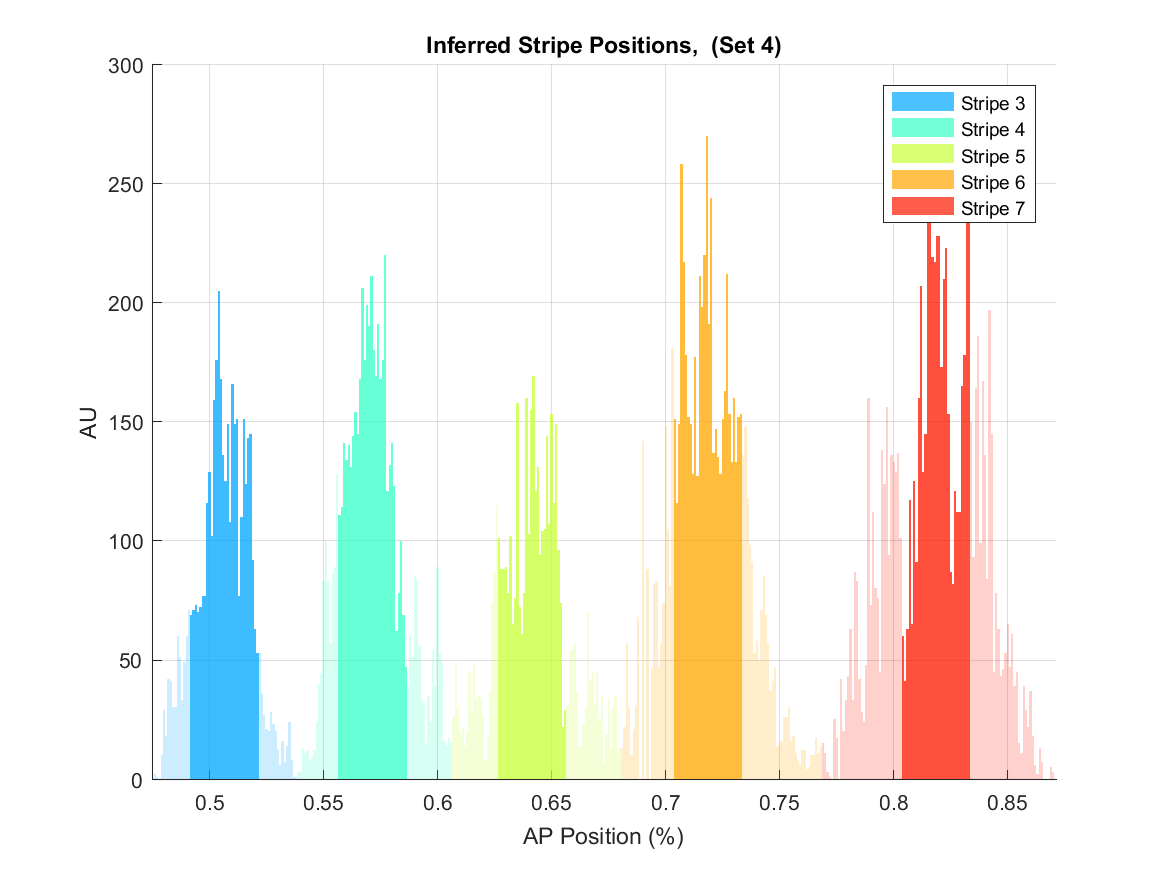 Inferred Stripe Positions,  (Set 4)
300
250
200
150
100
50
0
AU
Stripe 3
Stripe 4
Stripe 5
Stripe 6
Stripe 7
0.5 0.55 0.6 0.65 0.7 0.75 0.8 0.85
AP Position (%)